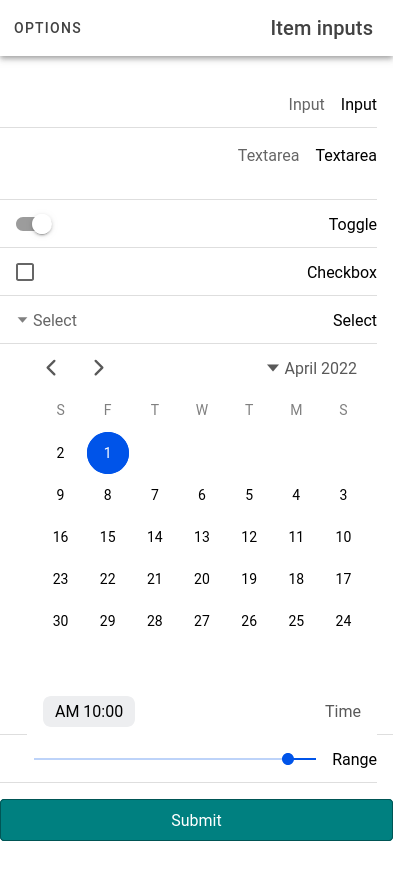 OPTIONS Item inputs
Input Input
Textarea Textarea
Toggle
Checkbox
Select Select
April 2022
S F T W T M S
2 1
9 8 7 6 5 4 3
16 15 14 13 12 11 10
23 22 21 20 19 18 17
30 29 28 27 26 25 24
AM 10:00 Time
Range
Submit